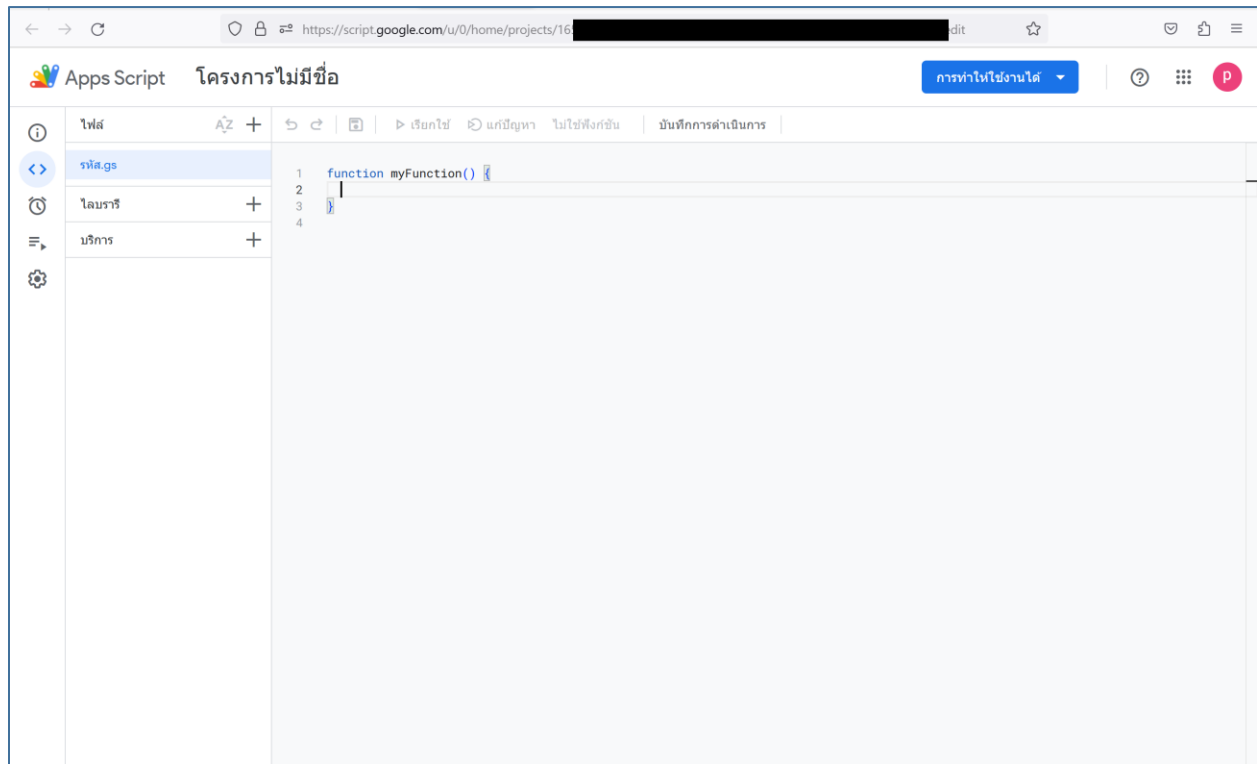 https://script.google.com/u/0/home/projects/16 edit
Apps Script โครงการไม่มีชื่อ การทำให้ใช้งานได้ P
ไฟล์ AZ เรียกใช้ แก้ปัญหา ไม่ใช่ฟังก์ชัน บันทึกการดำเนินการ
รหัส.gs
ไลบรารี
บริการ
1 function myFunction() {
2
3 }
4